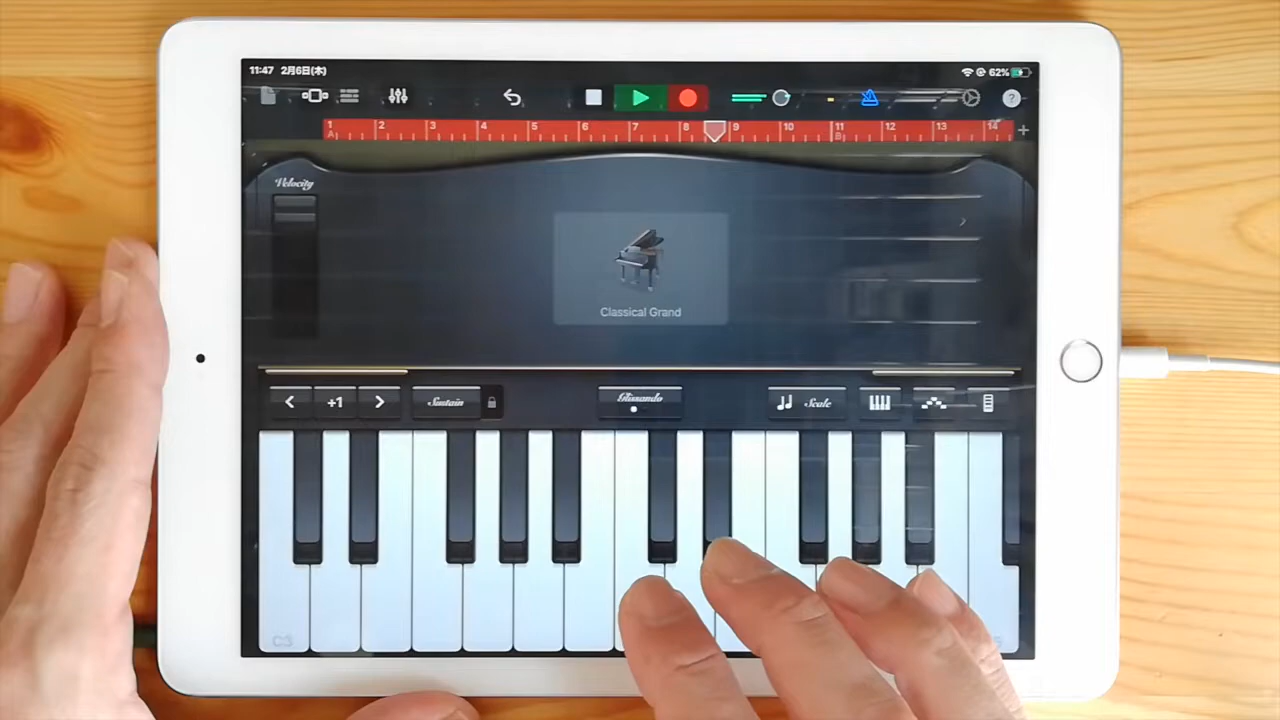 11:47 2月6日(木) 62%
1 2 3 4 5 6 7 8 9 10 11 12 13 14 +
A B
Velocity
Classical Grand
+1 Sustain Glissando Scale
C3